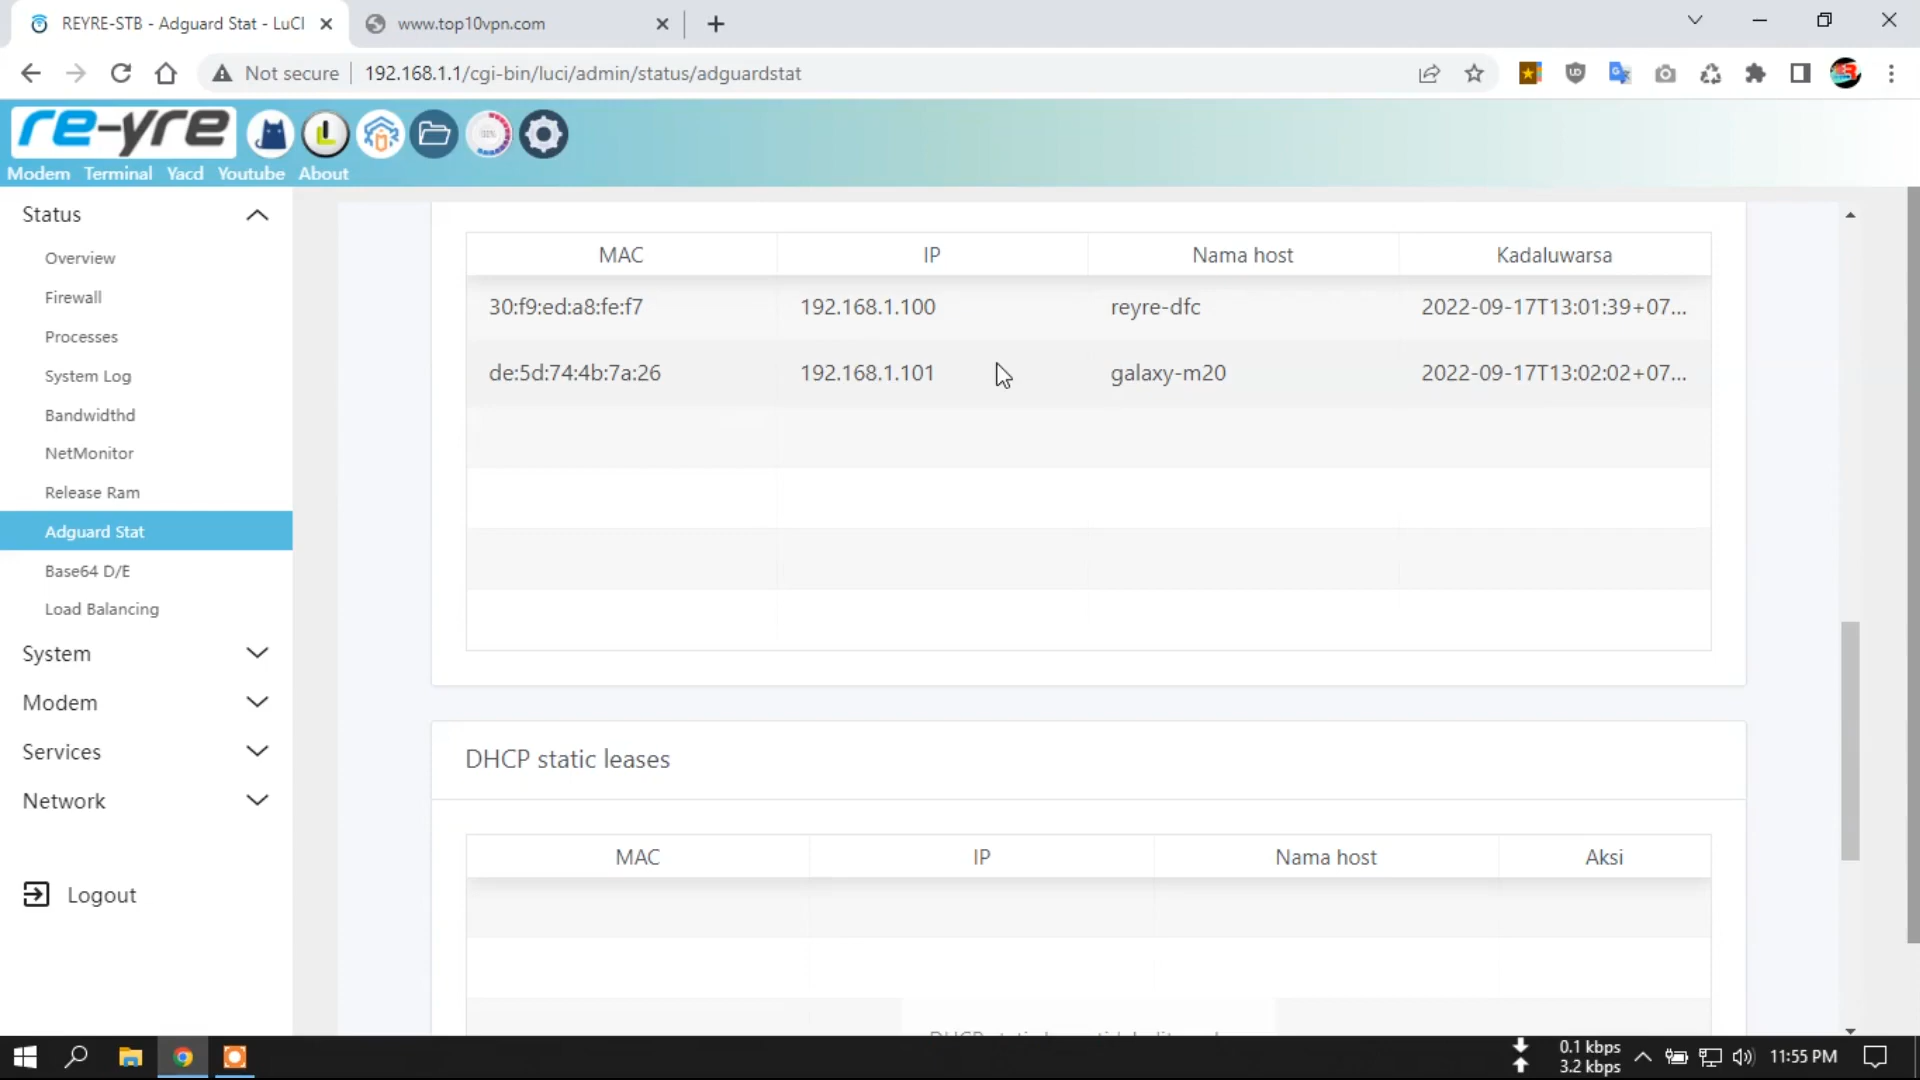 REYRE-STB - Adguard Stat - LuCI
www.top10vpn.com
Not secure
192.168.1.1/cgi-bin/luci/admin/status/adguardstat
re-yre
Modem Terminal Yacd Youtube About
Status
Overview
Firewall
Processes
System Log
Bandwidthd
NetMonitor
Release Ram
Adguard Stat
Base64 D/E
Load Balancing
System
Modem
Services
Network
Logout
MAC IP Nama host Kadaluwarsa
30:f9:ed:a8:fe:f7 192.168.1.100 reyre-dfc 2022-09-17T13:01:39+07...
de:5d:74:4b:7a:26 192.168.1.101 galaxy-m20 2022-09-17T13:02:02+07...
DHCP static leases
MAC IP Nama host Aksi
0.1 kbps
3.2 kbps
11:55 PM